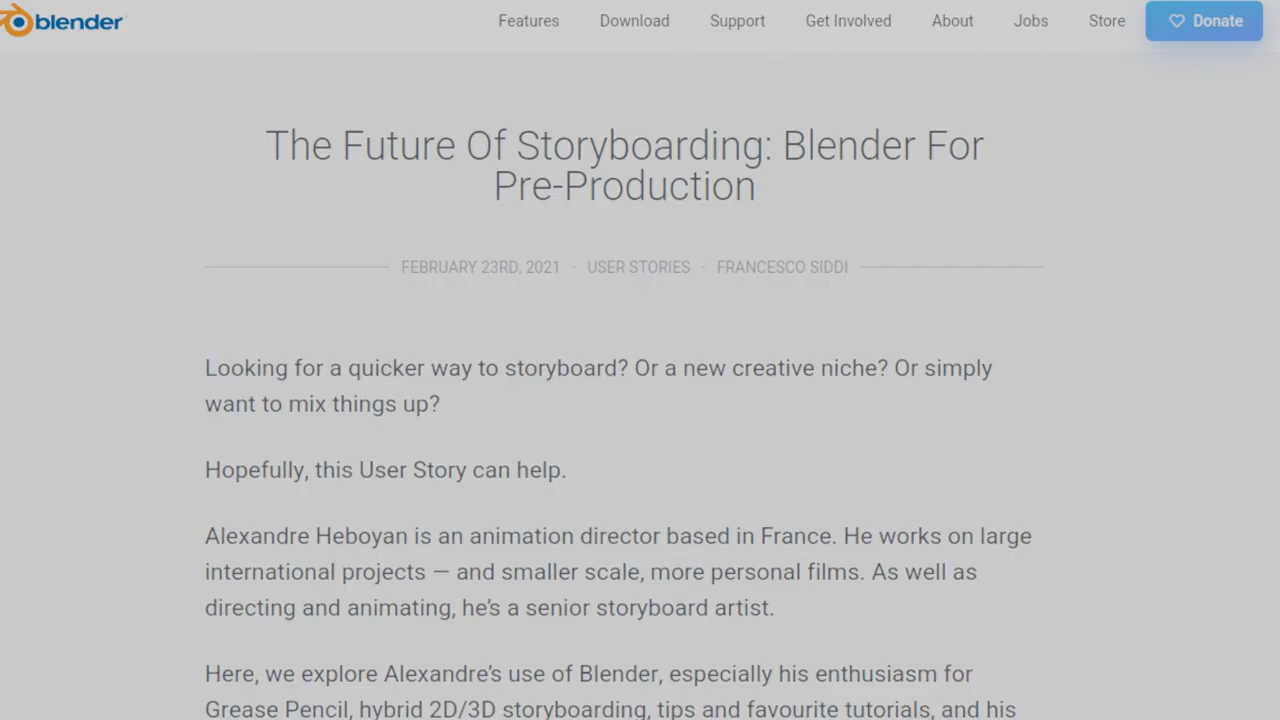 blender
Features Download Support Get Involved About Jobs Store Donate
The Future Of Storyboarding: Blender For
Pre-Production
FEBRUARY 23RD, 2021 · USER STORIES · FRANCESCO SIDDI
Looking for a quicker way to storyboard? Or a new creative niche? Or simply
want to mix things up?
Hopefully, this User Story can help.
Alexandre Heboyan is an animation director based in France. He works on large
international projects — and smaller scale, more personal films. As well as
directing and animating, he’s a senior storyboard artist.
Here, we explore Alexandre’s use of Blender, especially his enthusiasm for
Grease Pencil, hybrid 2D/3D storyboarding, tips and favourite tutorials, and his